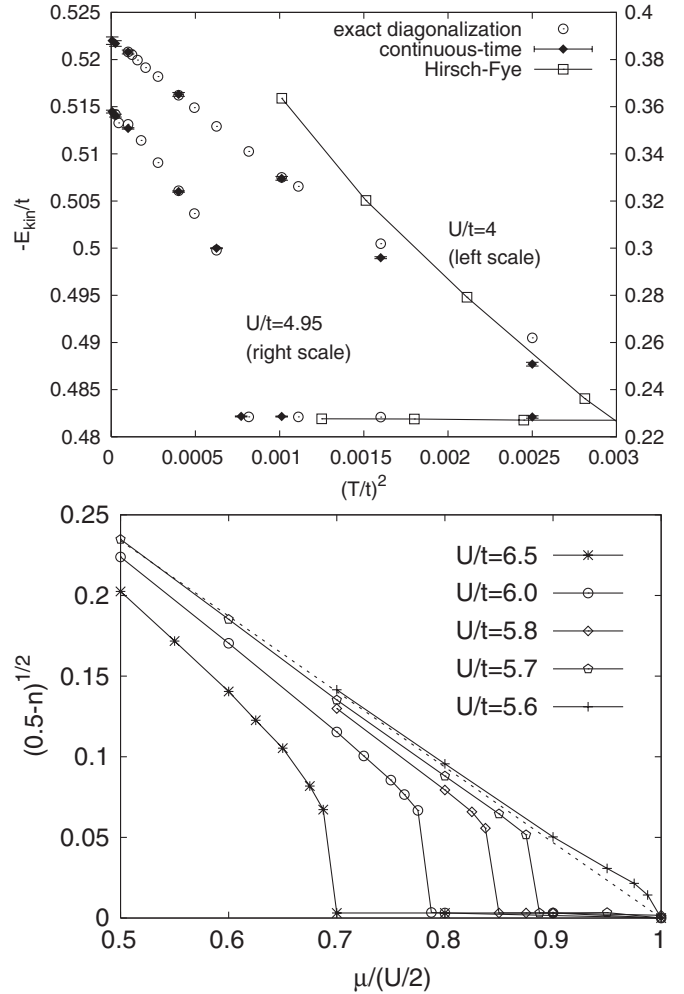 0.525
0.52
0.515
0.51
0.505
0.5
0.495
0.49
0.485
0.48
-E_kin/t
0.4
0.38
0.36
0.34
0.32
0.3
0.28
0.26
0.24
0.22
exact diagonalization
continuous-time
Hirsch-Fye
U/t=4
(left scale)
U/t=4.95
(right scale)
0 0.0005 0.001 0.0015 0.002 0.0025 0.003
(T/t)²
0.25
0.2
0.15
0.1
0.05
0
(0.5-n)^1/2
U/t=6.5
U/t=6.0
U/t=5.8
U/t=5.7
U/t=5.6
0.5 0.6 0.7 0.8 0.9 1
μ/(U/2)